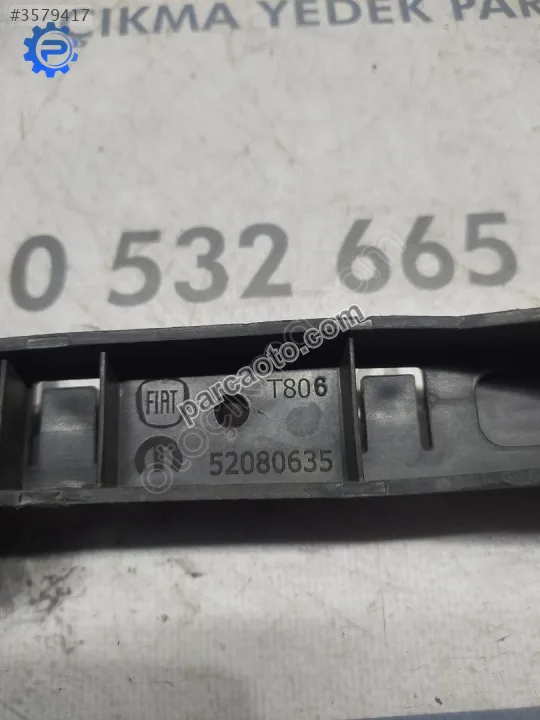 #3579417
ÇIKMA YEDEK PAR
0 532 665
FIAT
T806
parcaoto.com
52080635